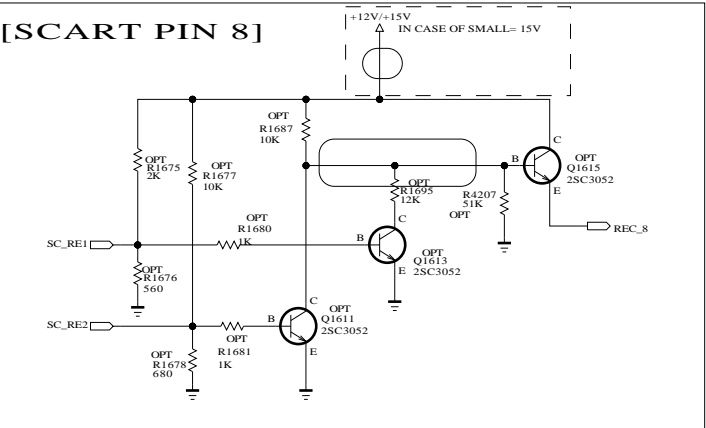 [SCART PIN 8]
+12V/+15V
IN CASE OF SMALL= 15V
OPT
R1675
2K
OPT
R1677
10K
OPT
R1687
10K
OPT
R1695
12K
R4207
51K
OPT
C
B
E
OPT
Q1615
2SC3052
REC_8
SC_RE1
OPT
R1680
1K
C
B
E
OPT
Q1613
2SC3052
OPT
R1676
560
SC_RE2
OPT
R1681
1K
C
B
E
OPT
Q1611
2SC3052
OPT
R1678
680